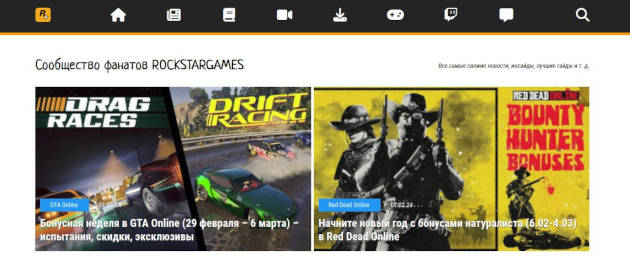 Сообщество фанатов ROCKSTARGAMES
Все самые свежие новости, инсайды, лучшие гайды и т. д.
DRAG
RACES
DRIFT
RACING
GTA Online
Бонусная неделя в GTA Online (29 февраля – 6 марта) –
испытания, скидки, эксклюзивы
RED DEAD ONLINE
BOUNTY
HUNTER
BONUSES
Red Dead Online
07.02.24
Начните новый год с бонусами натуралиста (6.02-4.03)
в Red Dead Online